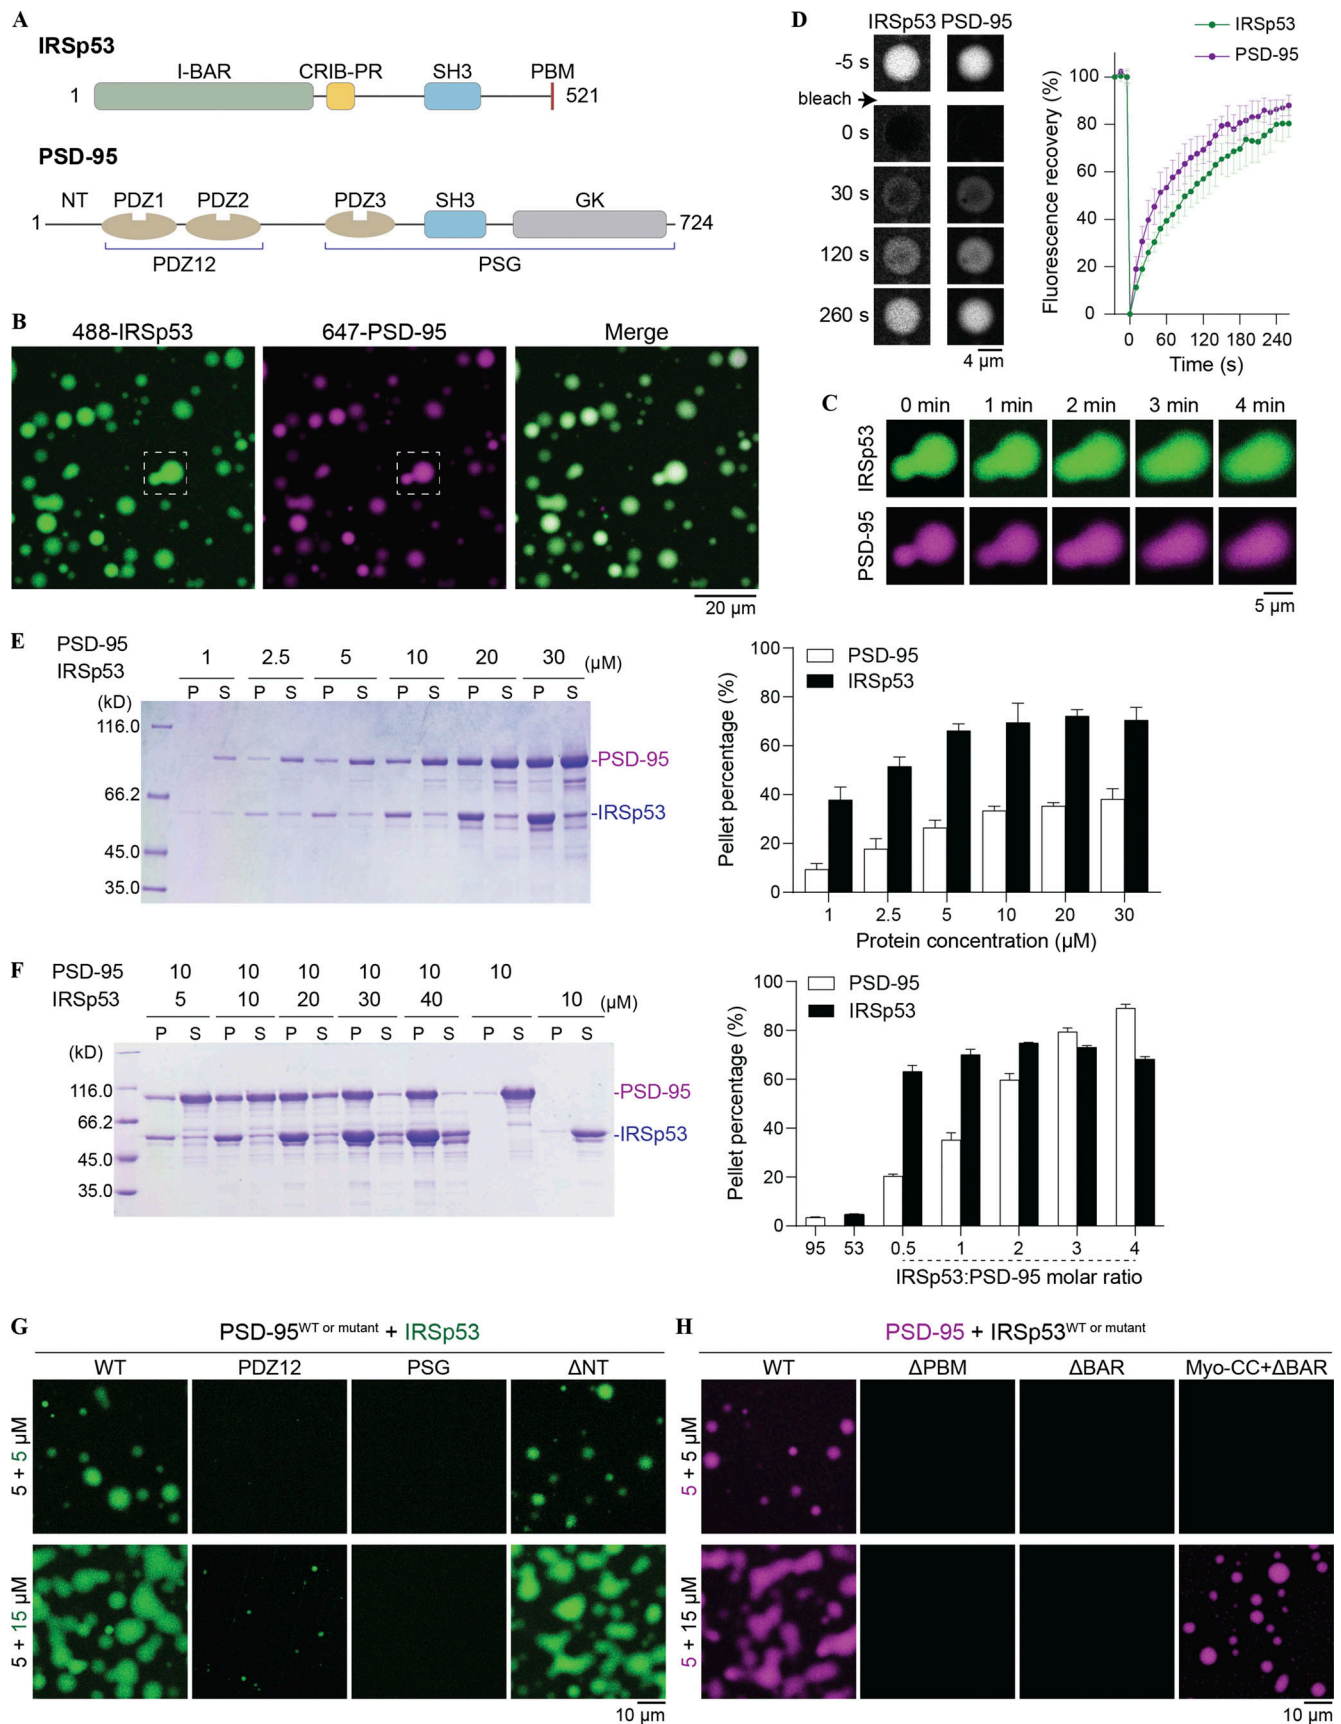 A
IRSp53
I-BAR CRIB-PR SH3 PBM
1 521
PSD-95
NT PDZ1 PDZ2 PDZ3 SH3 GK
1 724
PDZ12 PSG
B
488-IRSp53 647-PSD-95 Merge
20 µm
D
IRSp53 PSD-95
-5 s
bleach
0 s
30 s
120 s
260 s
4 µm
IRSp53
PSD-95
Fluorescence recovery (%)
100
80
60
40
20
0
0 60 120 180 240
Time (s)
C
0 min 1 min 2 min 3 min 4 min
IRSp53
PSD-95
5 µm
E
PSD-95
IRSp53
1 2.5 5 10 20 30 (µM)
P S P S P S P S P S P S
(kD)
116.0
66.2
45.0
35.0
-PSD-95
-IRSp53
PSD-95
IRSp53
Pellet percentage (%)
100
80
60
40
20
0
1 2.5 5 10 20 30
Protein concentration (µM)
F
PSD-95 10 10 10 10 10 10
IRSp53 5 10 20 30 40 10 (µM)
P S P S P S P S P S P S P S
(kD)
116.0
66.2
45.0
35.0
-PSD-95
-IRSp53
PSD-95
IRSp53
Pellet percentage (%)
100
80
60
40
20
0
95 53 0.5 1 2 3 4
IRSp53:PSD-95 molar ratio
G
PSD-95WT or mutant + IRSp53
WT PDZ12 PSG ΔNT
5 + 5 µM
5 + 15 µM
10 µm
H
PSD-95 + IRSp53WT or mutant
WT ΔPBM ΔBAR Myo-CC+ΔBAR
5 + 5 µM
5 + 15 µM
10 µm